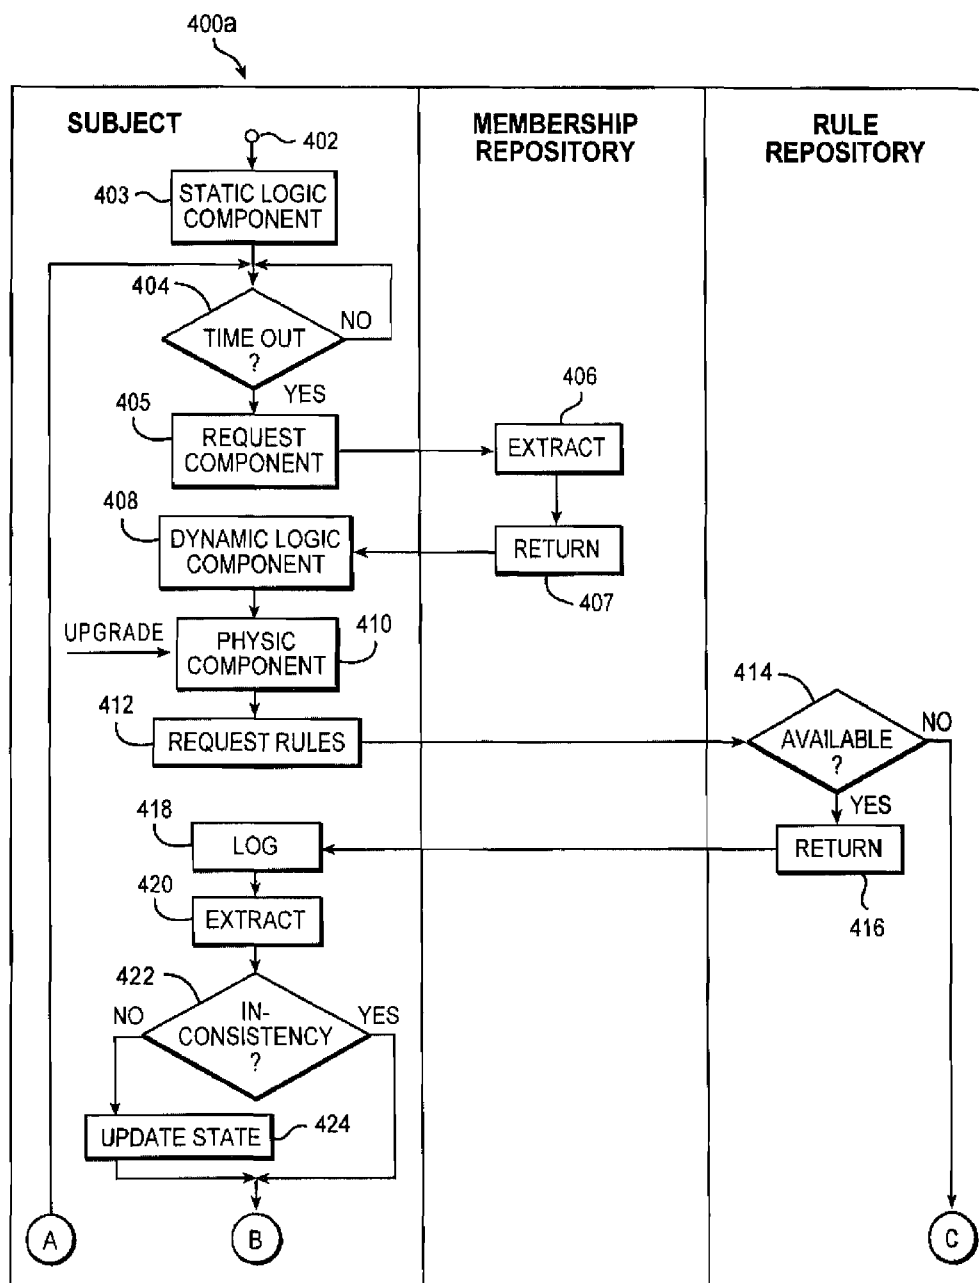 400a
SUBJECT
MEMBERSHIP
REPOSITORY
RULE
REPOSITORY
402
403
STATIC LOGIC
COMPONENT
404
TIME OUT
?
NO
YES
405
REQUEST
COMPONENT
406
EXTRACT
408
DYNAMIC LOGIC
COMPONENT
RETURN
407
UPGRADE
PHYSIC
COMPONENT
410
412
REQUEST RULES
414
AVAILABLE
?
NO
YES
418
LOG
RETURN
416
420
EXTRACT
422
IN-
CONSISTENCY
?
NO
YES
UPDATE STATE
424
A
B
C